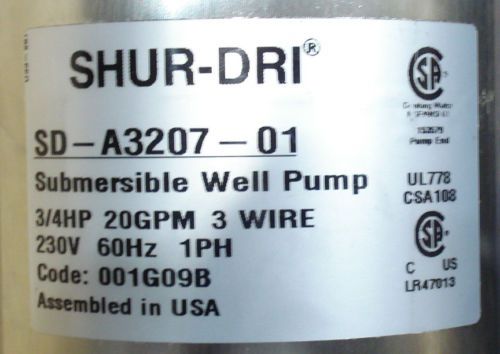 SHUR-DRI®
SD-A3207-01
Submersible Well Pump
3/4HP 20GPM 3 WIRE
230V 60Hz 1PH
Code: 001G09B
Assembled in USA
Pump End
UL778
CSA108
C US
LR47013